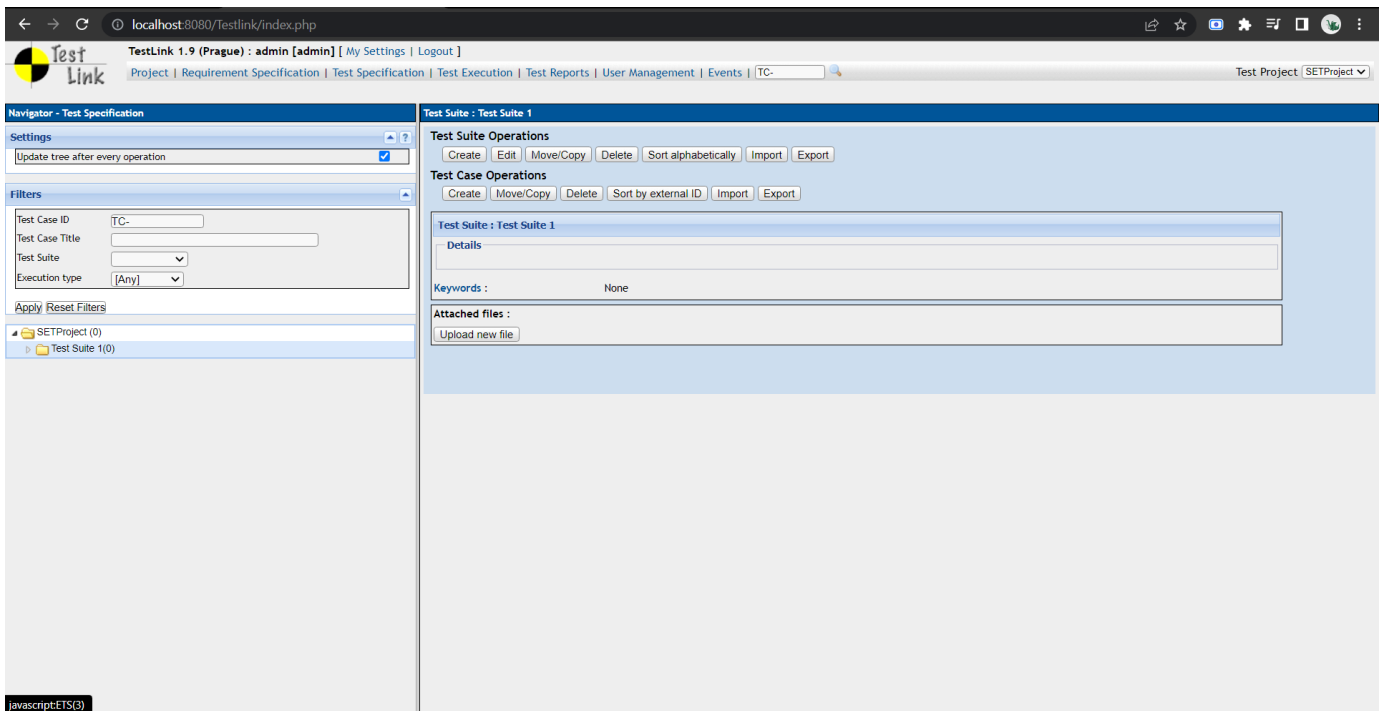 localhost:8080/Testlink/index.php
Test Link
TestLink 1.9 (Prague) : admin [admin] [ My Settings | Logout ]
Project | Requirement Specification | Test Specification | Test Execution | Test Reports | User Management | Events | TC-
Test Project SETProject
Navigator - Test Specification
Settings ?
Update tree after every operation
Filters
Test Case ID TC-
Test Case Title
Test Suite
Execution type [Any]
Apply Reset Filters
SETProject (0)
Test Suite 1(0)
Test Suite : Test Suite 1
Test Suite Operations
Create Edit Move/Copy Delete Sort alphabetically Import Export
Test Case Operations
Create Move/Copy Delete Sort by external ID Import Export
Test Suite : Test Suite 1
Details
Keywords : None
Attached files :
Upload new file
javascript:ETS(3)